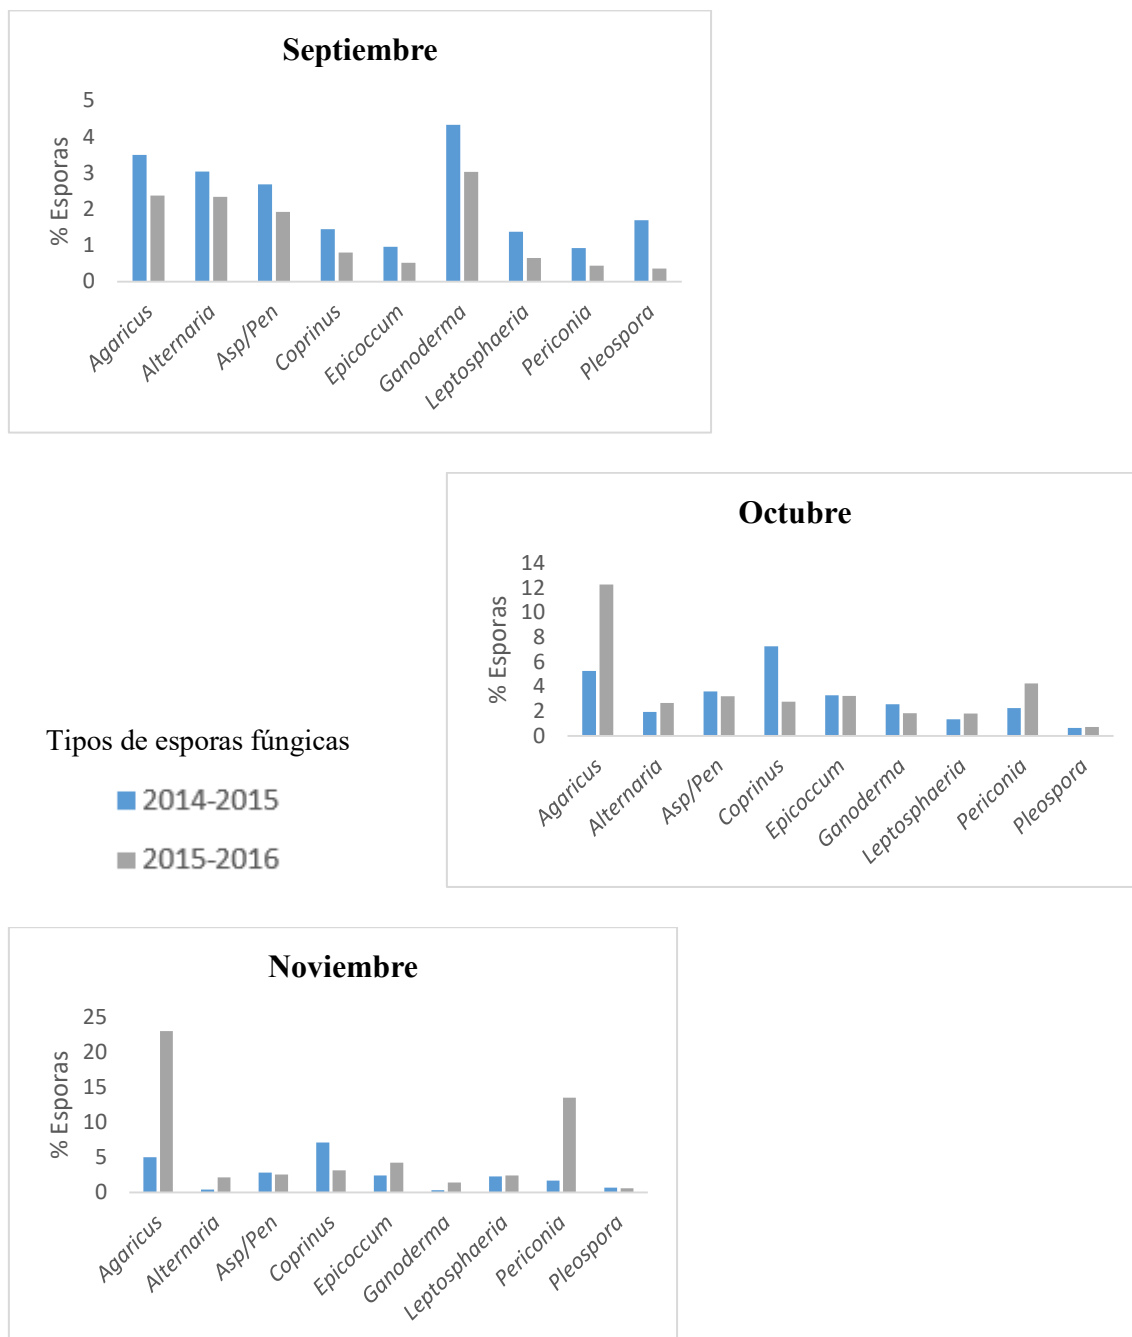 Septiembre
5
4
3
2
1
0
% Esporas
Agaricus
Alternaria
Asp/Pen
Coprinus
Epicoccum
Ganoderma
Leptosphaeria
Periconia
Pleospora
Octubre
14
12
10
8
6
4
2
0
% Esporas
Agaricus
Alternaria
Asp/Pen
Coprinus
Epicoccum
Ganoderma
Leptosphaeria
Periconia
Pleospora
Tipos de esporas fúngicas
2014-2015
2015-2016
Noviembre
25
20
15
10
5
0
% Esporas
Agaricus
Alternaria
Asp/Pen
Coprinus
Epicoccum
Ganoderma
Leptosphaeria
Periconia
Pleospora